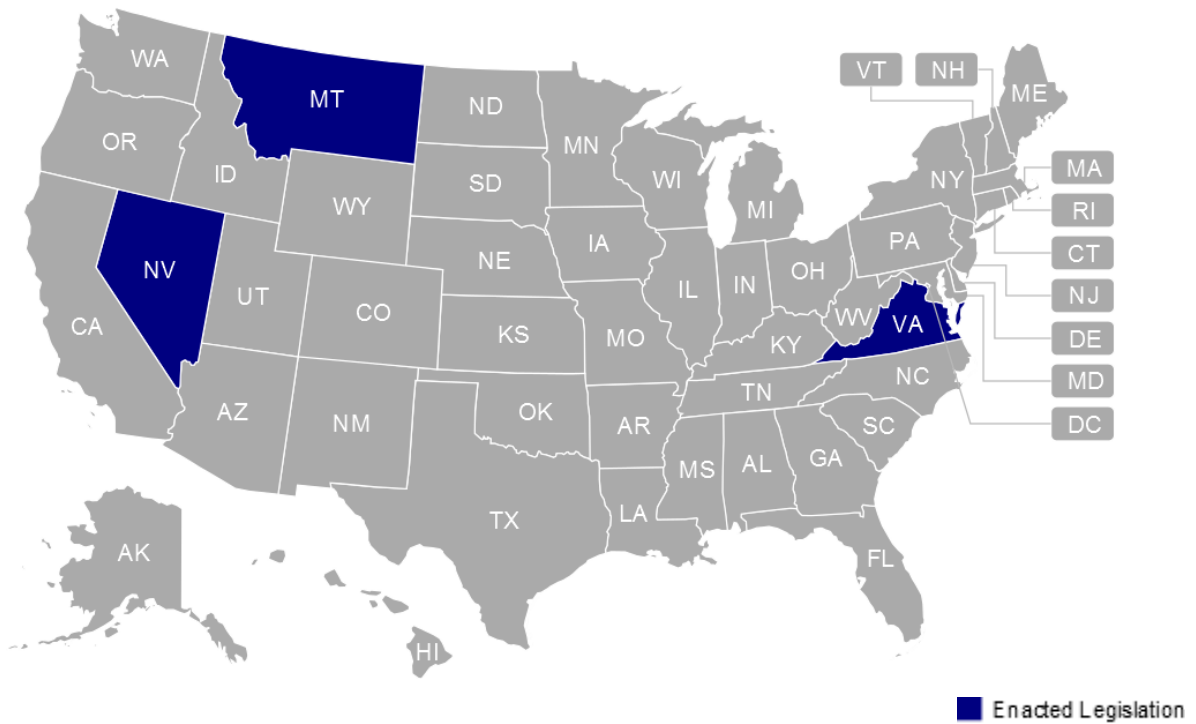 VT NH
WA
MT
ME
ND
OR
MN
MA
ID
SD
WI
NY
WY
MI
RI
IA
PA
CT
NV
NE
OH
UT
IL
IN
NJ
CA
CO
WV
VA
KS
MO
KY
DE
NC
MD
TN
AZ
NM
OK
AR
SC
DC
MS
AL
GA
TX
LA
AK
FL
HI
Enacted Legislation